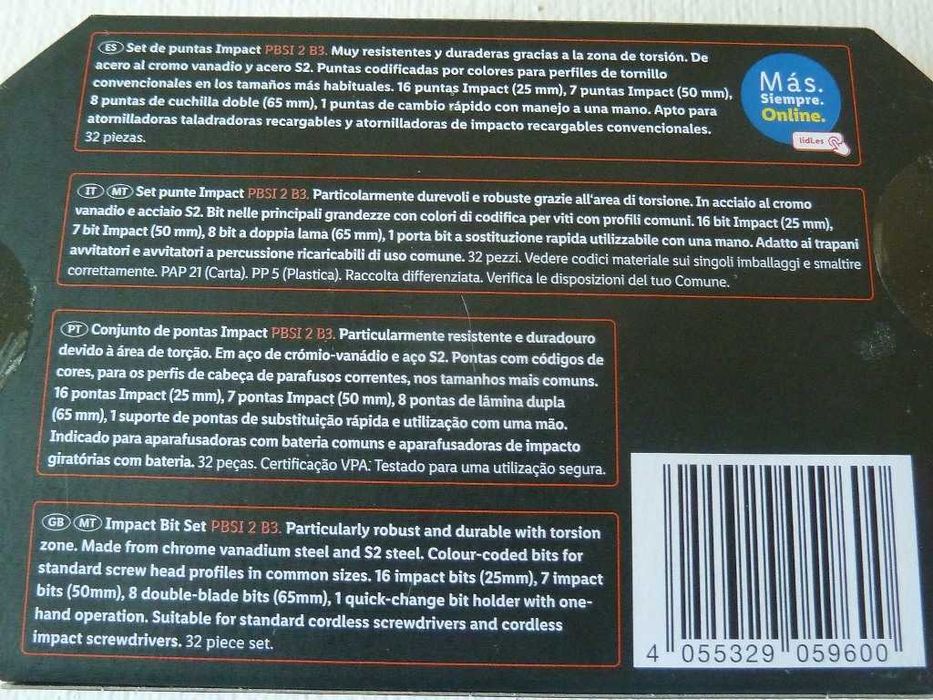 ES Set de puntas Impact PBSI 2 B3. Muy resistentes y duraderas gracias a la zona de torsión. De
acero al cromo vanadio y acero S2. Puntas codificadas por colores para perfiles de tornillo
convencionales en los tamaños más habituales. 16 puntas Impact (25 mm), 7 puntas Impact (50 mm),
8 puntas de cuchilla doble (65 mm), 1 puntas de cambio rápido con manejo a una mano. Apto para
atornilladoras taladradoras recargables y atornilladoras de impacto recargables convencionales.
32 piezas.
Más.
Siempre.
Online.
lidl.es
IT MT Set punte Impact PBSI 2 B3. Particolarmente durevoli e robuste grazie all'area di torsione. In acciaio al cromo
vanadio e acciaio S2. Bit nelle principali grandezze con colori di codifica per viti con profili comuni. 16 bit Impact (25 mm),
7 bit Impact (50 mm), 8 bit a doppia lama (65 mm), 1 porta bit a sostituzione rapida utilizzabile con una mano. Adatto ai trapani
avvitatori e avvitatori a percussione ricaricabili di uso comune. 32 pezzi. Vedere codici materiale sui singoli imballaggi e smaltire
correttamente. PAP 21 (Carta). PP 5 (Plastica). Raccolta differenziata. Verifica le disposizioni del tuo Comune.
PT Conjunto de pontas Impact PBSI 2 B3. Particularmente resistente e duradouro
devido à área de torção. Em aço de crómio-vanádio e aço S2. Pontas com códigos de
cores, para os perfis de cabeça de parafusos correntes, nos tamanhos mais comuns.
16 pontas Impact (25 mm), 7 pontas Impact (50 mm), 8 pontas de lâmina dupla
(65 mm), 1 suporte de pontas de substituição rápida e utilização com uma mão.
Indicado para aparafusadoras com bateria comuns e aparafusadoras de impacto
giratórias com bateria. 32 peças. Certificação VPA: Testado para uma utilização segura.
GB MT Impact Bit Set PBSI 2 B3. Particularly robust and durable with torsion
zone. Made from chrome vanadium steel and S2 steel. Colour-coded bits for
standard screw head profiles in common sizes. 16 impact bits (25mm), 7 impact
bits (50mm), 8 double-blade bits (65mm), 1 quick-change bit holder with one-
hand operation. Suitable for standard cordless screwdrivers and cordless
impact screwdrivers. 32 piece set.
4 055329 059600